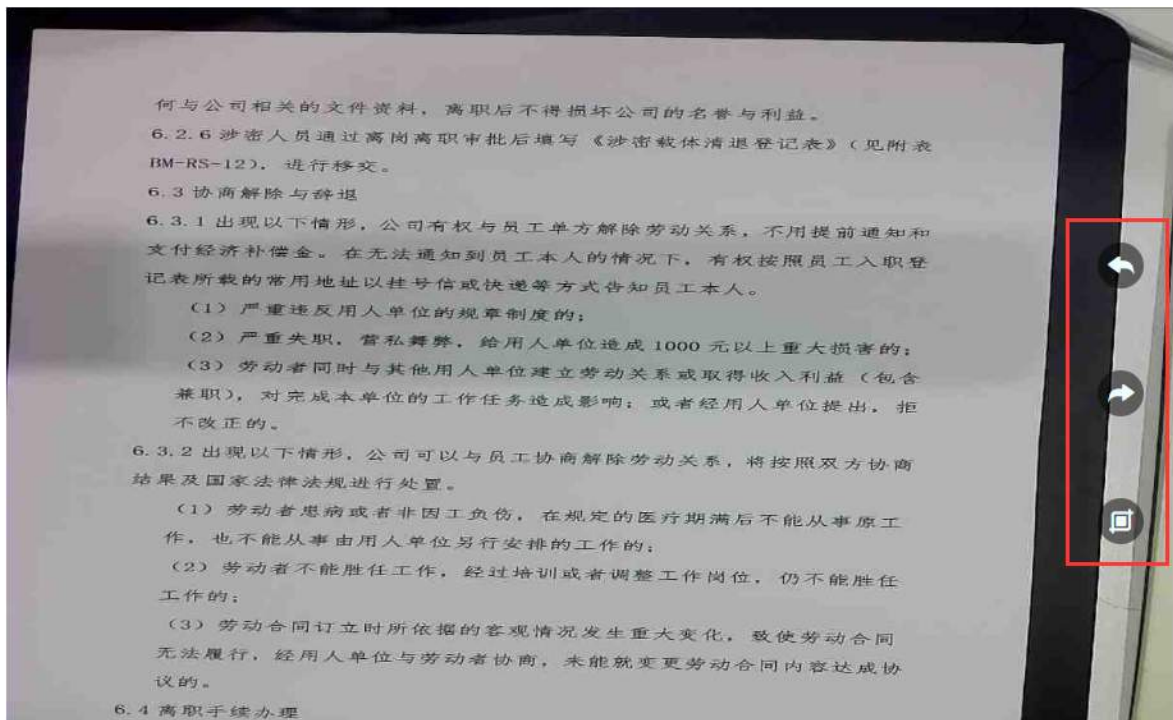 何与公司相关的文件资料，离职后不得损坏公司的名誉与利益。
6.2.6 涉密人员通过离岗离职审批后填写《涉密载体清退登记表》（见附表
BM-RS-12），进行移交。
6.3 协商解除与辞退
6.3.1 出现以下情形，公司有权与员工单方解除劳动关系，不用提前通知和
支付经济补偿金。在无法通知到员工本人的情况下，有权按照员工入职登
记表所载的常用地址以挂号信或快递等方式告知员工本人。
（1）严重违反用人单位的规章制度的；
（2）严重失职，营私舞弊，给用人单位造成 1000 元以上重大损害的；
（3）劳动者同时与其他用人单位建立劳动关系或取得收入利益（包含
兼职），对完成本单位的工作任务造成影响；或者经用人单位提出，拒
不改正的。
6.3.2 出现以下情形，公司可以与员工协商解除劳动关系，将按照双方协商
结果及国家法律法规进行处置。
（1）劳动者患病或者非因工负伤，在规定的医疗期满后不能从事原工
作，也不能从事由用人单位另行安排的工作的；
（2）劳动者不能胜任工作，经过培训或者调整工作岗位，仍不能胜任
工作的；
（3）劳动合同订立时所依据的客观情况发生重大变化，致使劳动合同
无法履行，经用人单位与劳动者协商，未能就变更劳动合同内容达成协
议的。
6.4 离职手续办理